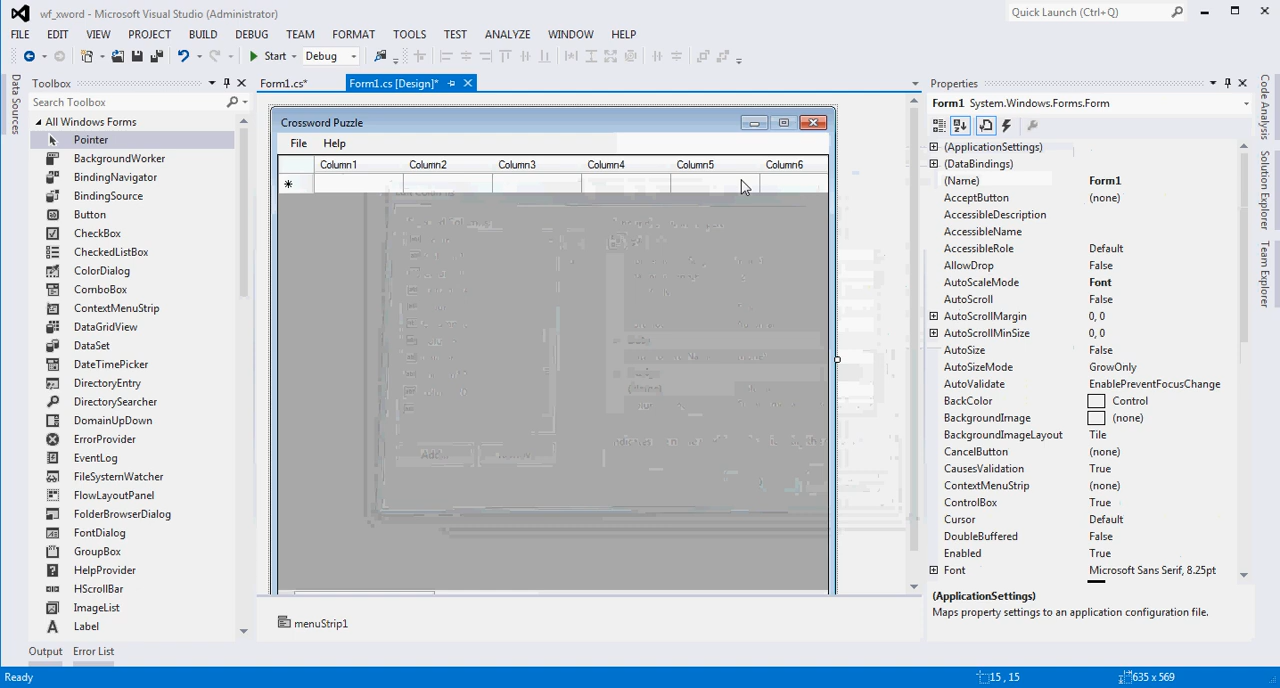 wf_xword - Microsoft Visual Studio (Administrator)
Quick Launch (Ctrl+Q)
FILE EDIT VIEW PROJECT BUILD DEBUG TEAM FORMAT TOOLS TEST ANALYZE WINDOW HELP
Start Debug
Data Sources
Toolbox
Search Toolbox
All Windows Forms
Pointer
BackgroundWorker
BindingNavigator
BindingSource
Button
CheckBox
CheckedListBox
ColorDialog
ComboBox
ContextMenuStrip
DataGridView
DataSet
DateTimePicker
DirectoryEntry
DirectorySearcher
DomainUpDown
ErrorProvider
EventLog
FileSystemWatcher
FlowLayoutPanel
FolderBrowserDialog
FontDialog
GroupBox
HelpProvider
HScrollBar
ImageList
Label
Output Error List
Form1.cs* Form1.cs [Design]*
Crossword Puzzle
File Help
Column1 Column2 Column3 Column4 Column5 Column6
Add...
menuStrip1
Properties
Form1 System.Windows.Forms.Form
(ApplicationSettings)
(DataBindings)
(Name) Form1
AcceptButton (none)
AccessibleDescription
AccessibleName
AccessibleRole Default
AllowDrop False
AutoScaleMode Font
AutoScroll False
AutoScrollMargin 0, 0
AutoScrollMinSize 0, 0
AutoSize False
AutoSizeMode GrowOnly
AutoValidate EnablePreventFocusChange
BackColor Control
BackgroundImage (none)
BackgroundImageLayout Tile
CancelButton (none)
CausesValidation True
ContextMenuStrip (none)
ControlBox True
Cursor Default
DoubleBuffered False
Enabled True
Font Microsoft Sans Serif, 8.25pt
(ApplicationSettings)
Maps property settings to an application configuration file.
Code Analysis
Solution Explorer
Team Explorer
Ready
15 , 15
635 x 569